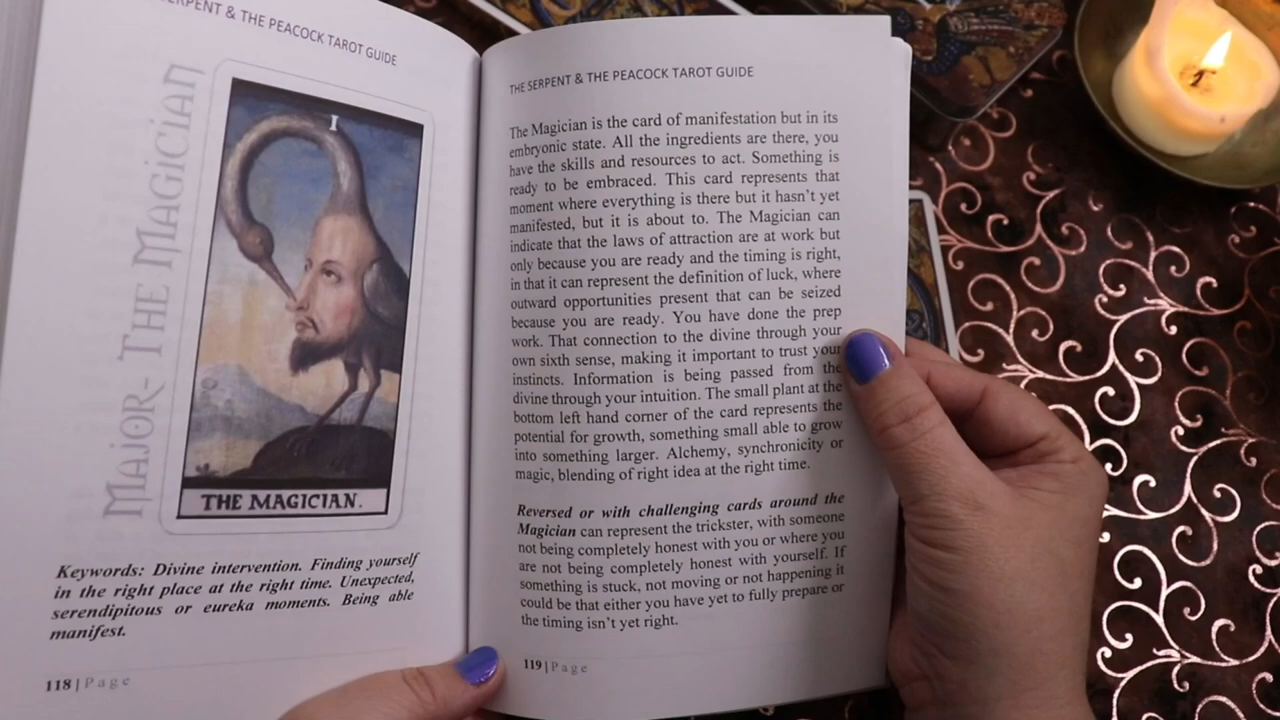 SERPENT & THE PEACOCK TAROT GUIDE
MAJOR- THE MAGICIAN
I
THE MAGICIAN.
Keywords: Divine intervention. Finding yourself
in the right place at the right time. Unexpected,
serendipitous or eureka moments. Being able
manifest.
118 | Page
THE SERPENT & THE PEACOCK TAROT GUIDE
The Magician is the card of manifestation but in its
embryonic state. All the ingredients are there, you
have the skills and resources to act. Something is
ready to be embraced. This card represents that
moment where everything is there but it hasn't yet
manifested, but it is about to. The Magician can
indicate that the laws of attraction are at work but
only because you are ready and the timing is right,
in that it can represent the definition of luck, where
outward opportunities present that can be seized
because you are ready. You have done the prep
work. That connection to the divine through your
own sixth sense, making it important to trust your
instincts. Information is being passed from the
divine through your intuition. The small plant at the
bottom left hand corner of the card represents the
potential for growth, something small able to grow
into something larger. Alchemy, synchronicity or
magic, blending of right idea at the right time.
Reversed or with challenging cards around the
Magician can represent the trickster, with someone
not being completely honest with you or where you
are not being completely honest with yourself. If
something is stuck, not moving or not happening it
could be that either you have yet to fully prepare or
the timing isn't yet right.
119 | Page